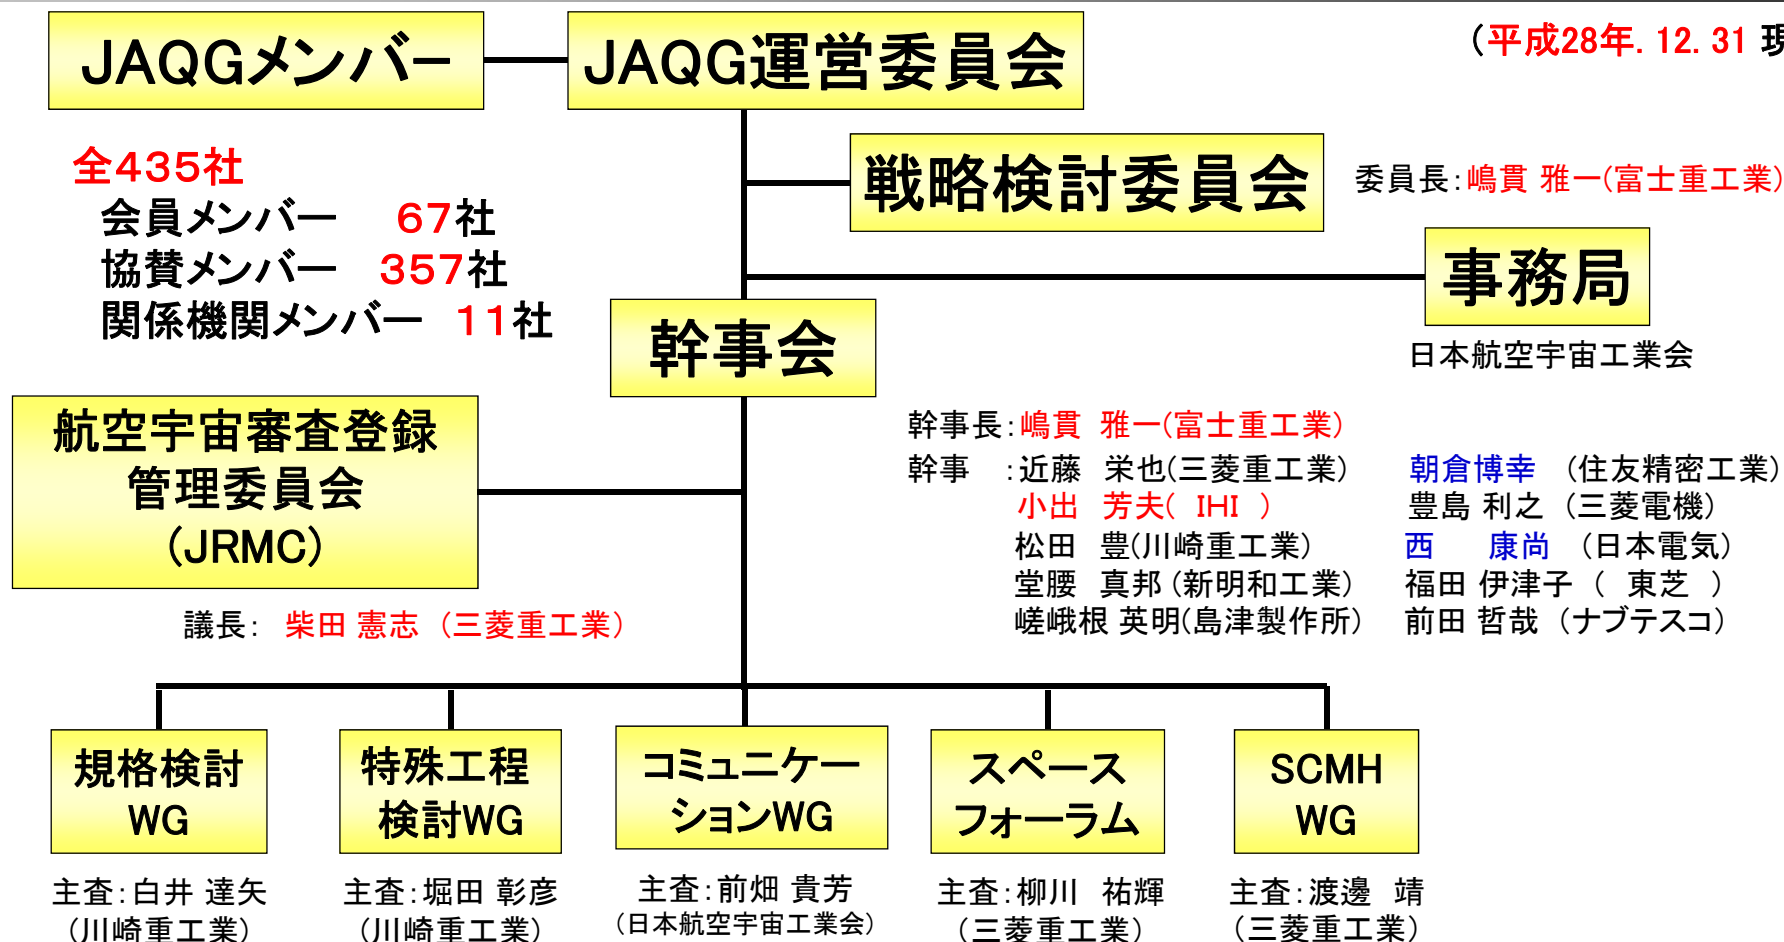 JAQGメンバー
JAQG運営委員会
(平成28年. 12. 31 現
全435社
会員メンバー 67社
協賛メンバー 357社
関係機関メンバー 11社
戦略検討委員会
委員長:嶋貫 雅一(富士重工業)
事務局
日本航空宇宙工業会
幹事会
航空宇宙審査登録
管理委員会
(JRMC)
議長: 柴田 憲志 (三菱重工業)
幹事長:嶋貫 雅一(富士重工業)
幹事 :近藤 栄也(三菱重工業) 朝倉博幸 (住友精密工業)
小出 芳夫( IHI ) 豊島 利之 (三菱電機)
松田 豊(川崎重工業) 西 康尚 (日本電気)
堂腰 真邦 (新明和工業) 福田 伊津子 ( 東芝 )
嵯峨根 英明(島津製作所) 前田 哲哉 (ナブテスコ)
規格検討
WG
主査:白井 達矢
(川崎重工業)
特殊工程
検討WG
主査:堀田 彰彦
(川崎重工業)
コミュニケー
ションWG
主査:前畑 貴芳
(日本航空宇宙工業会)
スペース
フォーラム
主査:柳川 祐輝
(三菱重工業)
SCMH
WG
主査:渡邊 靖
(三菱重工業)